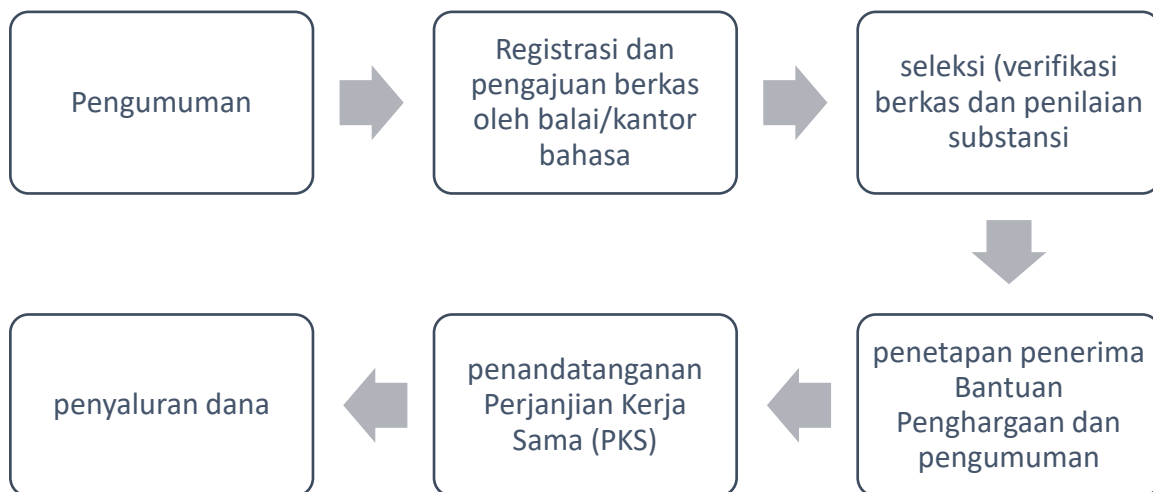 Pengumuman
Registrasi dan
pengajuan berkas
oleh balai/kantor
bahasa
seleksi (verifikasi
berkas dan penilaian
substansi
penetapan penerima
Bantuan
Penghargaan dan
pengumuman
penandatanganan
Perjanjian Kerja
Sama (PKS)
penyaluran dana